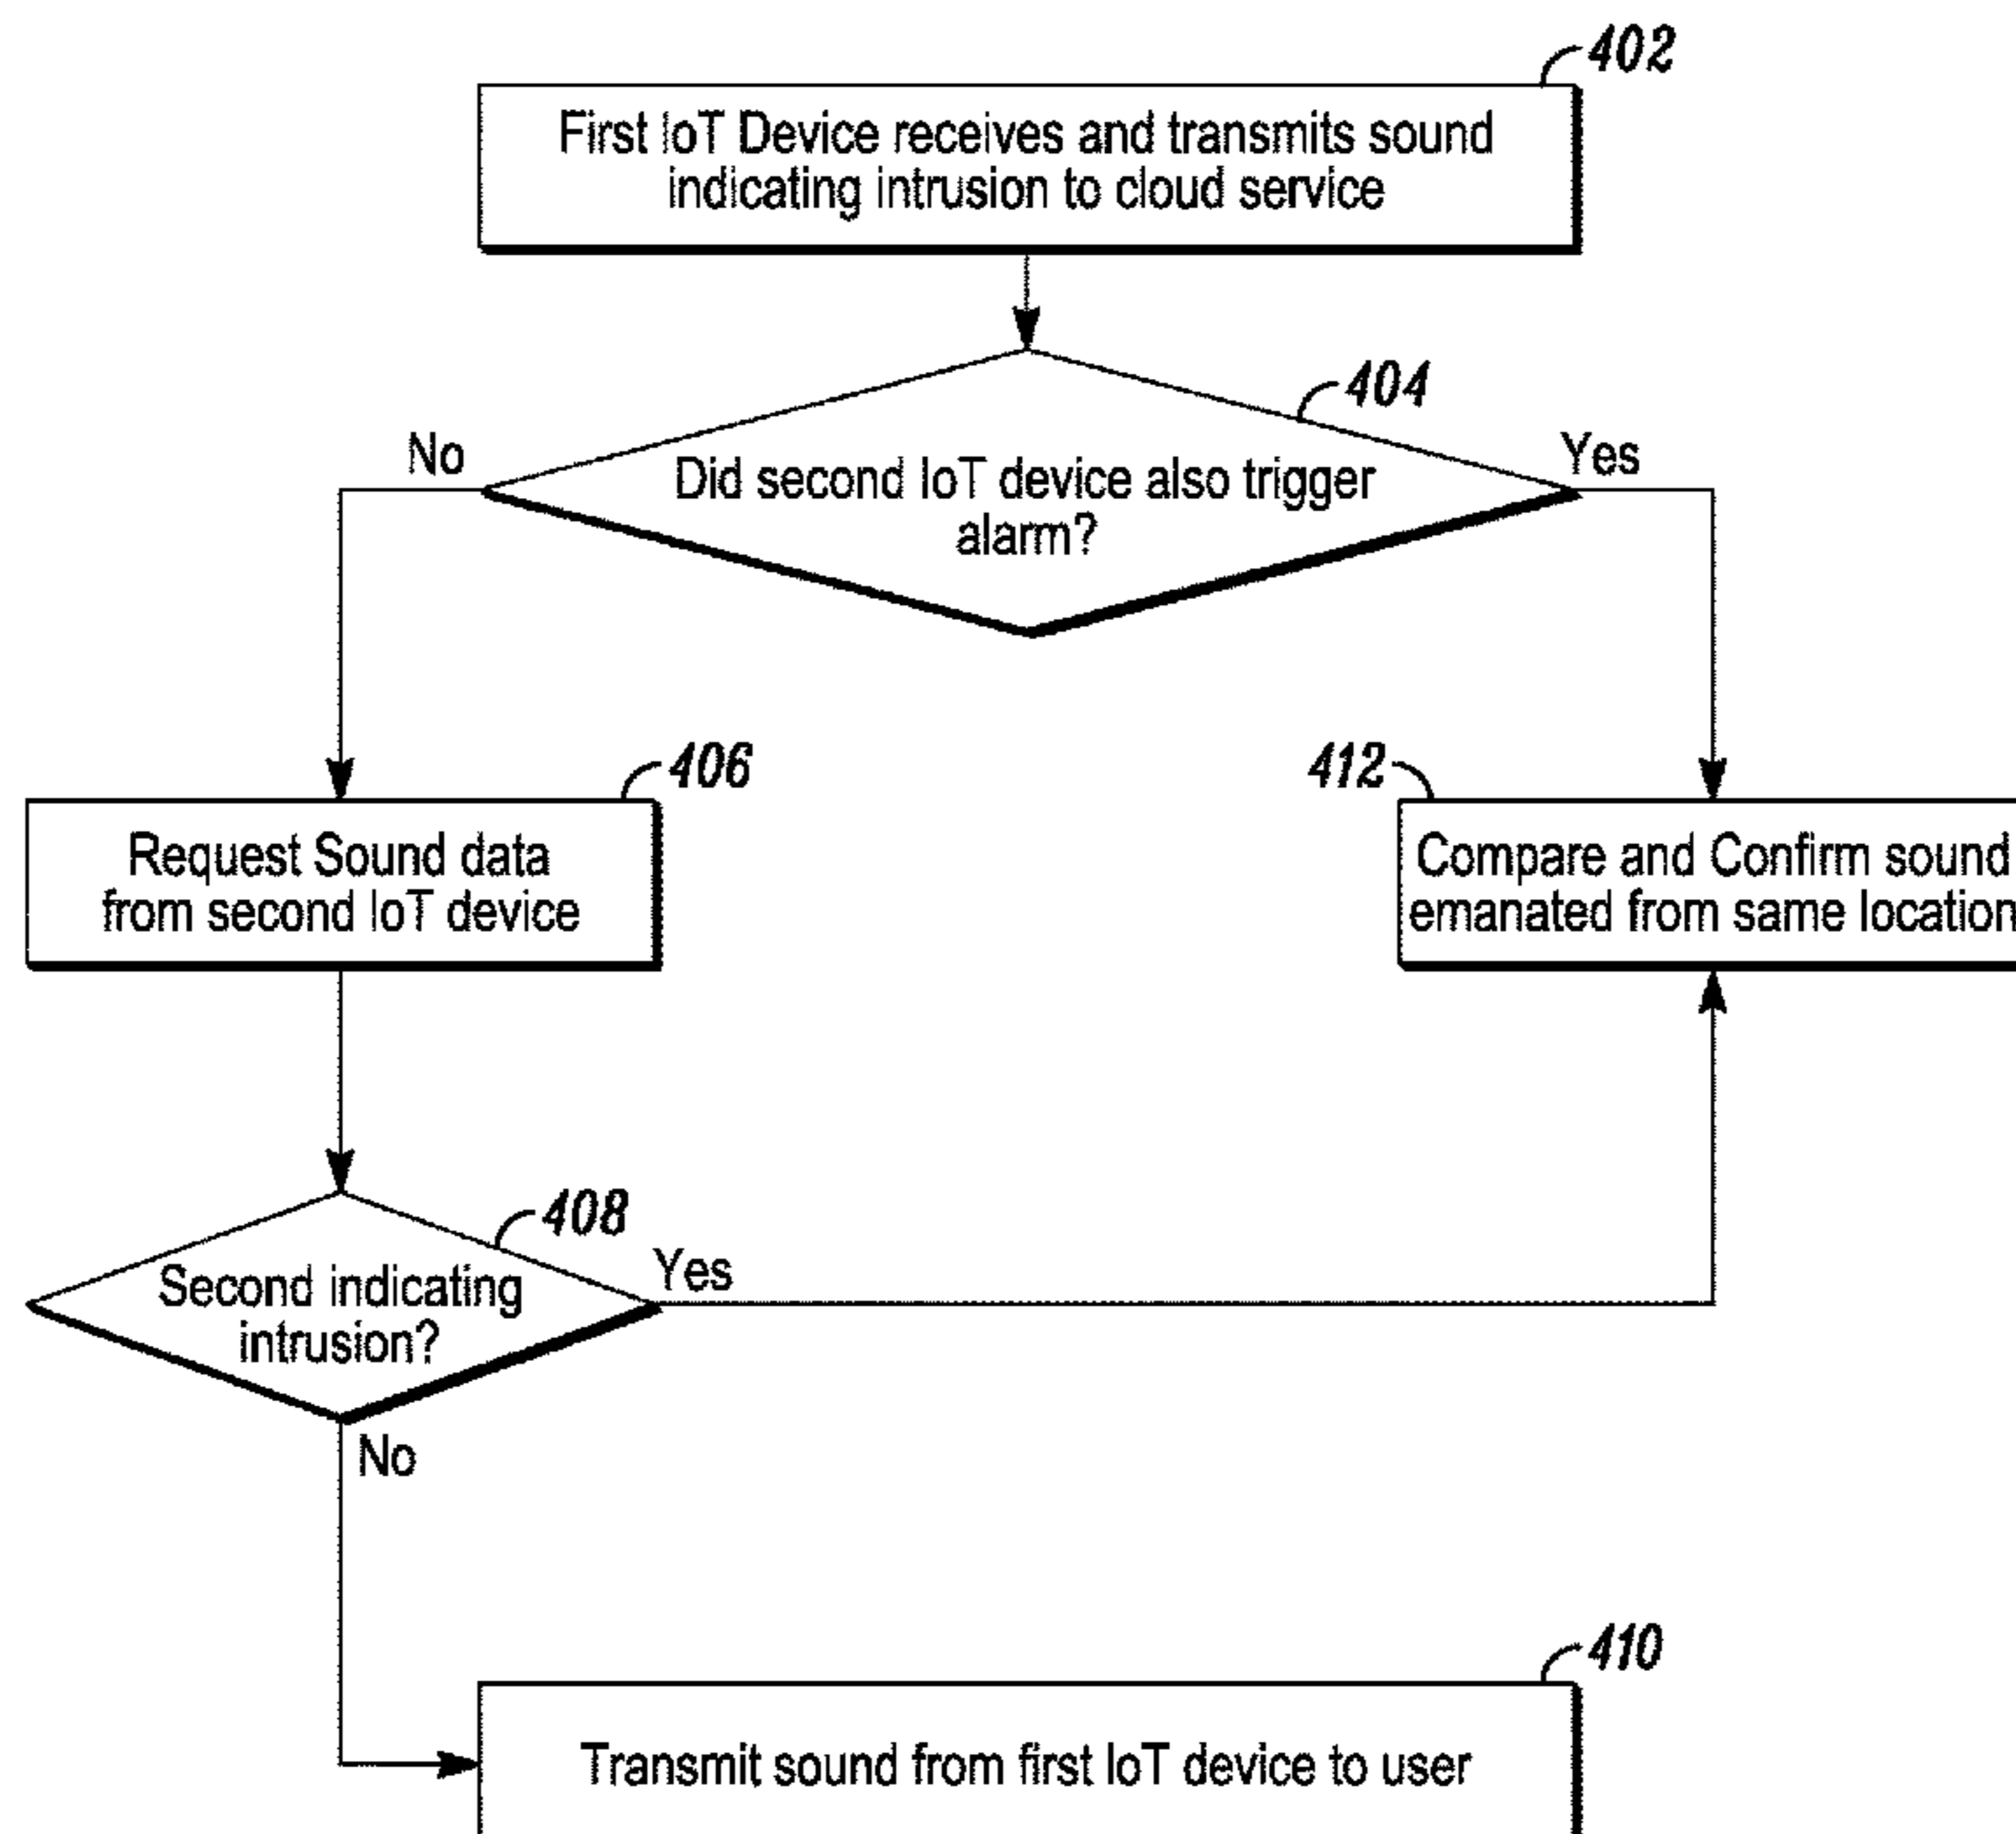 402
First IoT Device receives and transmits sound
indicating intrusion to cloud service
404
No
Yes
Did second IoT device also trigger
alarm?
406
412
Request Sound data
from second IoT device
Compare and Confirm sound
emanated from same location
408
Second indicating
intrusion?
Yes
No
410
Transmit sound from first IoT device to user